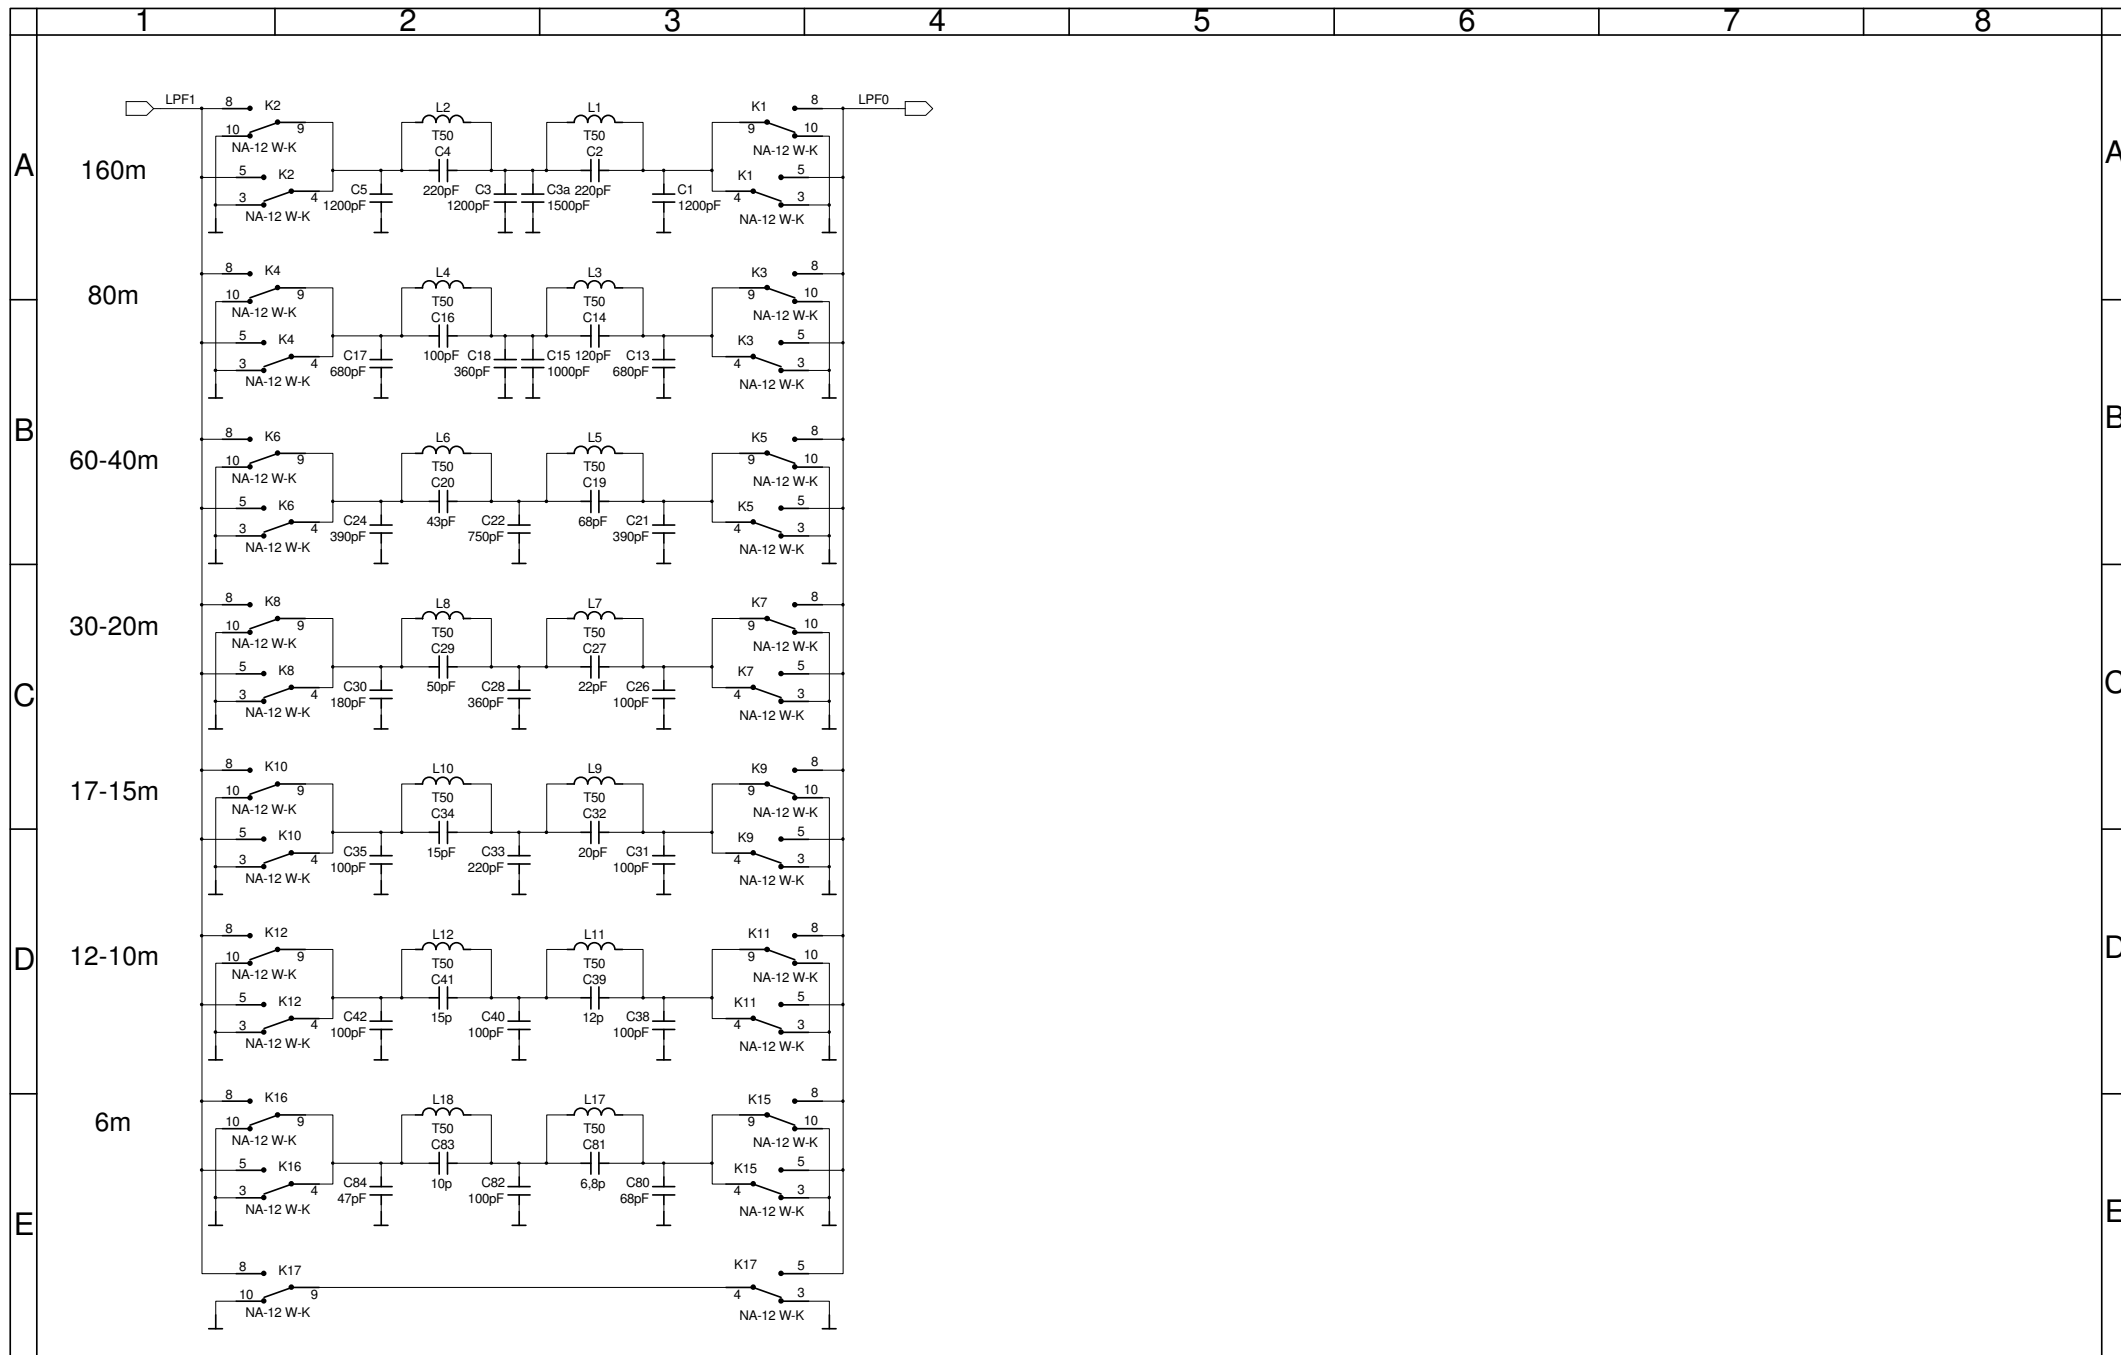 1 2 3 4 5 6 7 8
A A
B B
C C
D D
E E
LPF1 LPF0
160m
8 K2 L2 L1 K1 8
10 9 T50 T50 9 10
NA-12 W-K C4 C2 NA-12 W-K
5 K2 220pF 220pF K1 5
3 4 C5 C3 C3a C1 4 3
NA-12 W-K 1200pF 1200pF 1500pF 1200pF NA-12 W-K
80m
8 K4 L4 L3 K3 8
10 9 T50 T50 9 10
NA-12 W-K C16 C14 NA-12 W-K
5 K4 100pF 120pF K3 5
3 4 C17 C18 C15 C13 4 3
NA-12 W-K 680pF 360pF 1000pF 680pF NA-12 W-K
60-40m
8 K6 L6 L5 K5 8
10 9 T50 T50 9 10
NA-12 W-K C20 C19 NA-12 W-K
5 K6 43pF 68pF K5 5
3 4 C24 C22 C21 4 3
NA-12 W-K 390pF 750pF 390pF NA-12 W-K
30-20m
8 K8 L8 L7 K7 8
10 9 T50 T50 9 10
NA-12 W-K C29 C27 NA-12 W-K
5 K8 50pF 22pF K7 5
3 4 C30 C28 C26 4 3
NA-12 W-K 180pF 360pF 100pF NA-12 W-K
17-15m
8 K10 L10 L9 K9 8
10 9 T50 T50 9 10
NA-12 W-K C34 C32 NA-12 W-K
5 K10 15pF 20pF K9 5
3 4 C35 C33 C31 4 3
NA-12 W-K 100pF 220pF 100pF NA-12 W-K
12-10m
8 K12 L12 L11 K11 8
10 9 T50 T50 9 10
NA-12 W-K C41 C39 NA-12 W-K
5 K12 15p 12p K11 5
3 4 C42 C40 C38 4 3
NA-12 W-K 100pF 100pF 100pF NA-12 W-K
6m
8 K16 L18 L17 K15 8
10 9 T50 T50 9 10
NA-12 W-K C83 C81 NA-12 W-K
5 K16 10p 6,8p K15 5
3 4 C84 C82 C80 4 3
NA-12 W-K 47pF 100pF 68pF NA-12 W-K
8 K17 K17 5
10 9 4 3
NA-12 W-K NA-12 W-K